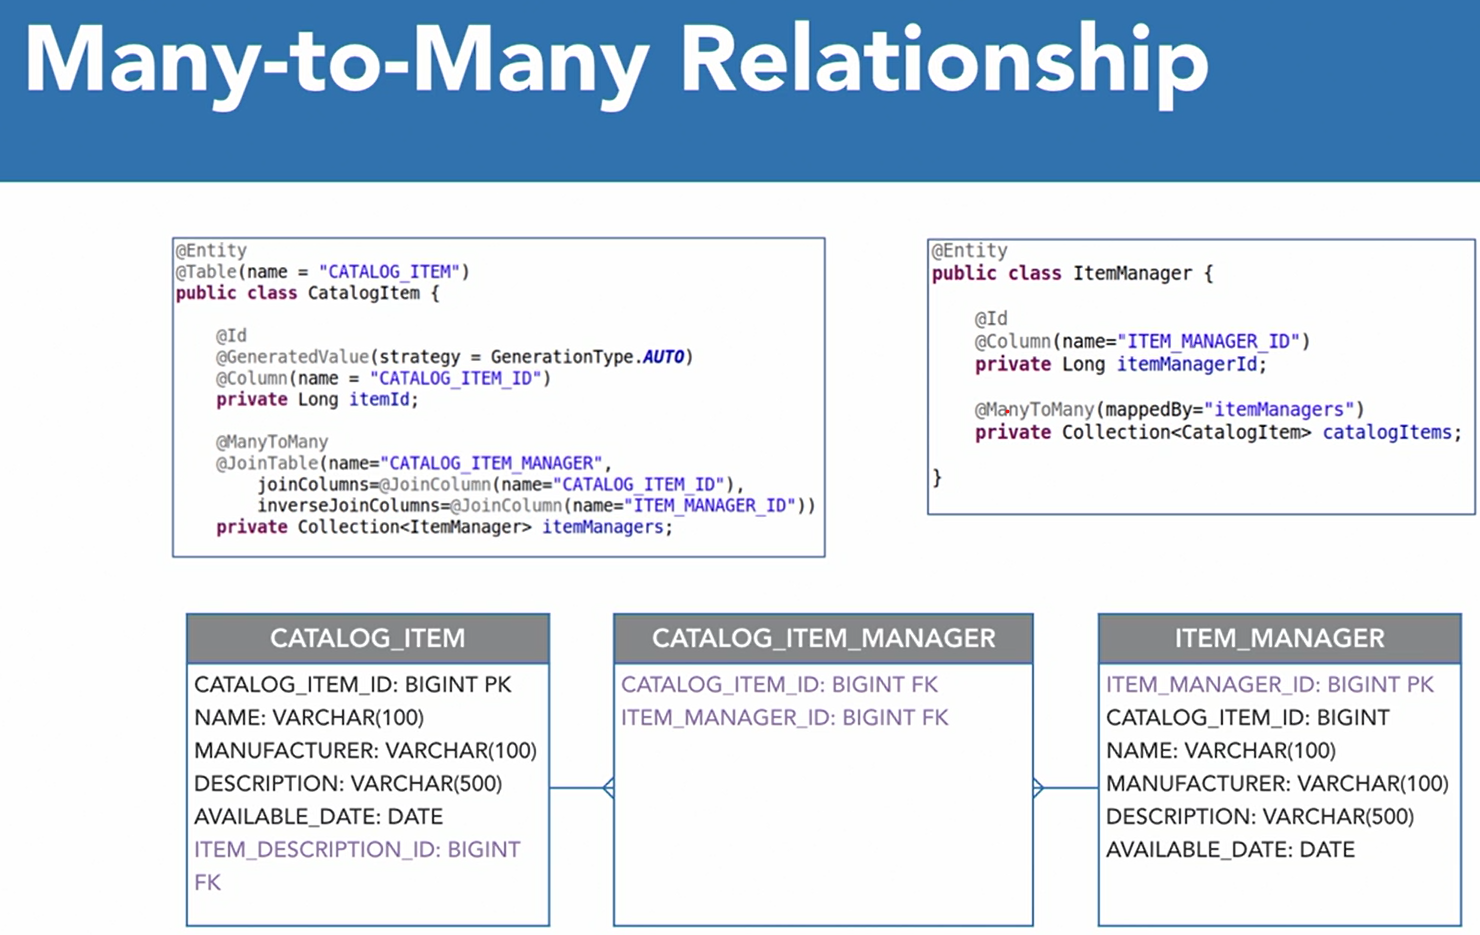 Many-to-Many Relationship
@Entity
@Table(name = "CATALOG_ITEM")
public class CatalogItem {
@Id
@GeneratedValue(strategy = GenerationType.AUTO)
@Column(name = "CATALOG_ITEM_ID")
private Long itemId;
@ManyToMany
@JoinTable(name="CATALOG_ITEM_MANAGER",
joinColumns=@JoinColumn(name="CATALOG_ITEM_ID"),
inverseJoinColumns=@JoinColumn(name="ITEM_MANAGER_ID"))
private Collection<ItemManager> itemManagers;
@Entity
public class ItemManager {
@Id
@Column(name="ITEM_MANAGER_ID")
private Long itemManagerId;
@ManyToMany(mappedBy="itemManagers")
private Collection<CatalogItem> catalogItems;
}
CATALOG_ITEM
CATALOG_ITEM_ID: BIGINT PK
NAME: VARCHAR(100)
MANUFACTURER: VARCHAR(100)
DESCRIPTION: VARCHAR(500)
AVAILABLE_DATE: DATE
ITEM_DESCRIPTION_ID: BIGINT
FK
CATALOG_ITEM_MANAGER
CATALOG_ITEM_ID: BIGINT FK
ITEM_MANAGER_ID: BIGINT FK
ITEM_MANAGER
ITEM_MANAGER_ID: BIGINT PK
CATALOG_ITEM_ID: BIGINT
NAME: VARCHAR(100)
MANUFACTURER: VARCHAR(100)
DESCRIPTION: VARCHAR(500)
AVAILABLE_DATE: DATE